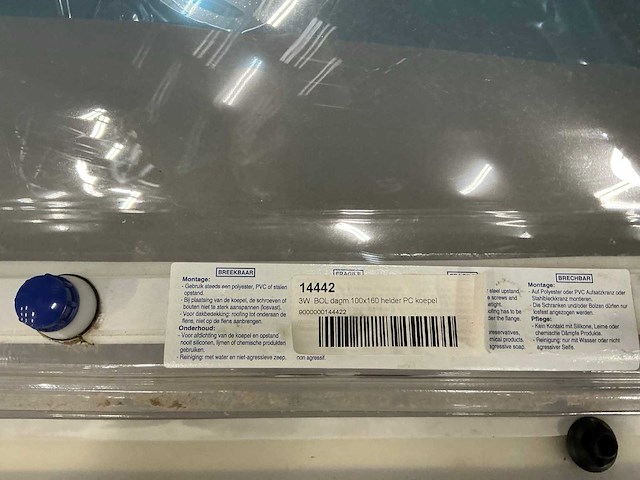 BREEKBAAR
Montage:
- Gebruik steeds een polyester, PVC of stalen
opstand.
- Bij plaatsing van de koepel, de schroeven of
bouten niet te sterk aanspannen (losvast).
- Voor dakbedekking: roofing tot onderaan de
flens, niet op de flens aanbrengen.
Onderhoud:
- Voor afdichting van de koepel en opstand
nooit siliconen, lijmen of chemische produkten
gebruiken.
- Reiniging: met water en niet-agressieve zeep.
FRAGILE
14442
3W BOL dagm.100x160 helder PC koepel
9000000144422
non agressif.
steel upstand.
e screws and
eight.
ofing has to be
der the flange.
reservatives,
mical products.
agressive soap.
BRECHBAR
Montage:
- Auf Polyester oder PVC Aufsatzkranz oder
Stahlblechkranz montieren.
- Die Schranken und/oder Bolzen dürfen nur
losfest angezogen werden.
Pflege:
- Kein Kontakt mit Silicone, Leime oder
chemische Dämpfe Produkte.
- Reinigung: nur mit Wasser oder nicht
agressiver Seife.